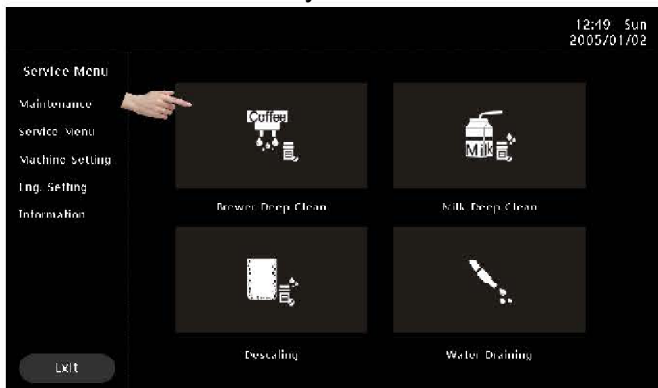 12:49 Sun
2005/01/02
Service Menu
Maintenance
Service Menu
Machine Setting
Eng. Setting
Information
Exit
Coffee
Brewer Deep Clean
Milk
Milk Deep Clean
Descaling
Water Draining